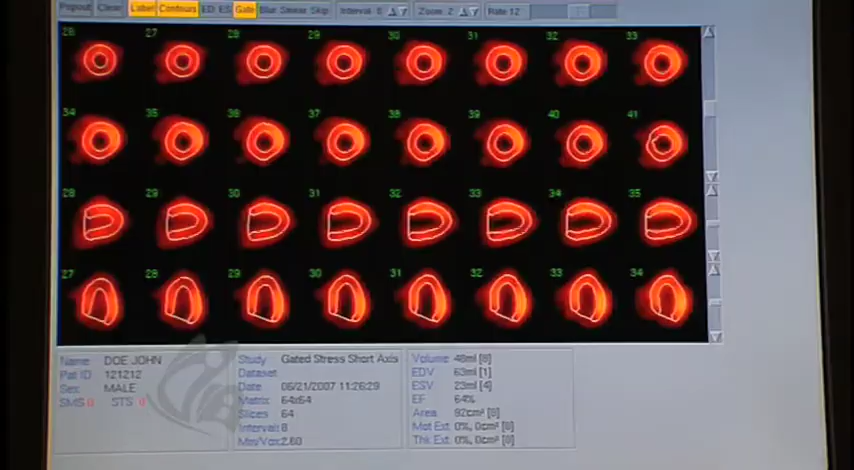 Popout Clear Label Contours ED ES Gate Blur Smear Skip Interval 8 Zoom 2 Rate 12
26 27 28 29 30 31 32 33
34 35 36 37 38 39 40 41
28 29 30 31 32 33 34 35
27 28 29 30 31 32 33 34
Name DOE JOHN
Pat ID 121212
Sex MALE
SMS 0 STS 0
Study Gated Stress Short Axis
Dataset
Date 06/21/2007 11:26:29
Matrix 64x64
Slices 64
Interval 8
Mm/Vox 2.60
Volume 48ml [8]
EDV 63ml [1]
ESV 23ml [4]
EF 64%
Area 92cm² [8]
Mot Ext 0%, 0cm² [8]
Thk Ext 0%, 0cm² [8]